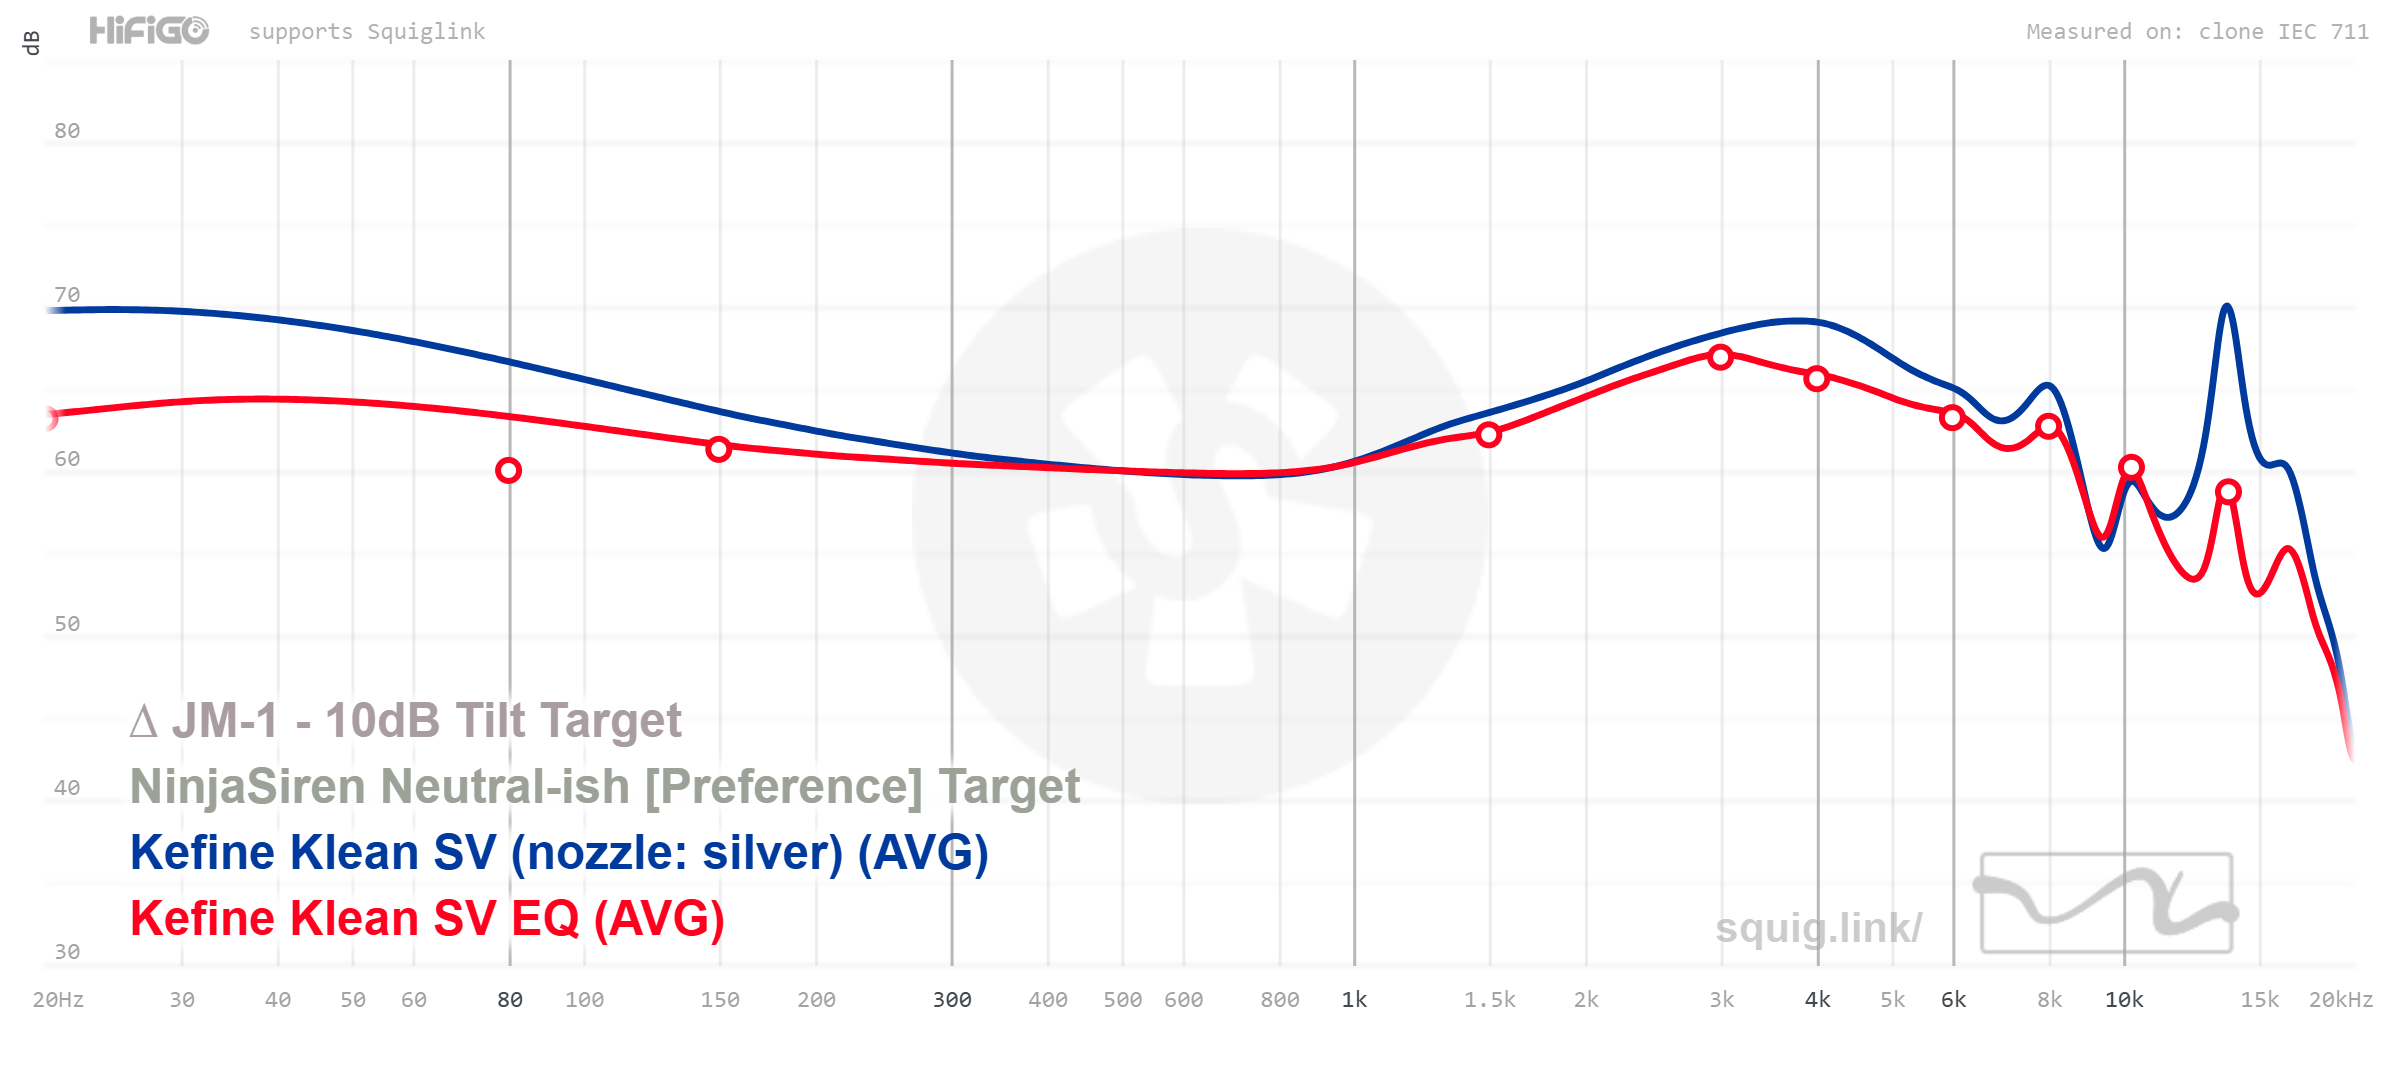 dB
HiFiGO supports Squiglink
Measured on: clone IEC 711
80
70
60
50
40
30
Δ JM-1 - 10dB Tilt Target
NinjaSiren Neutral-ish [Preference] Target
Kefine Klean SV (nozzle: silver) (AVG)
Kefine Klean SV EQ (AVG)
squig.link/
20Hz 30 40 50 60 80 100 150 200 300 400 500 600 800 1k 1.5k 2k 3k 4k 5k 6k 8k 10k 15k 20kHz